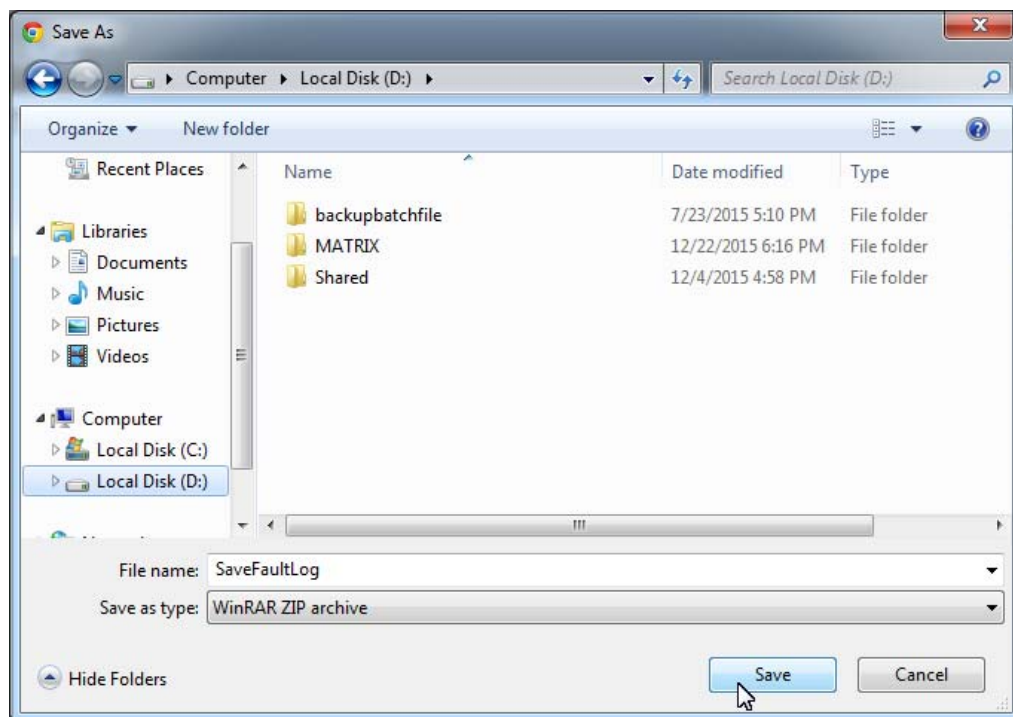 Save As
Computer Local Disk (D:)
Search Local Disk (D:)
Organize New folder
Recent Places
Libraries
Documents
Music
Pictures
Videos
Computer
Local Disk (C:)
Local Disk (D:)
Name Date modified Type
backupbatchfile 7/23/2015 5:10 PM File folder
MATRIX 12/22/2015 6:16 PM File folder
Shared 12/4/2015 4:58 PM File folder
File name: SaveFaultLog
Save as type: WinRAR ZIP archive
Hide Folders
Save Cancel